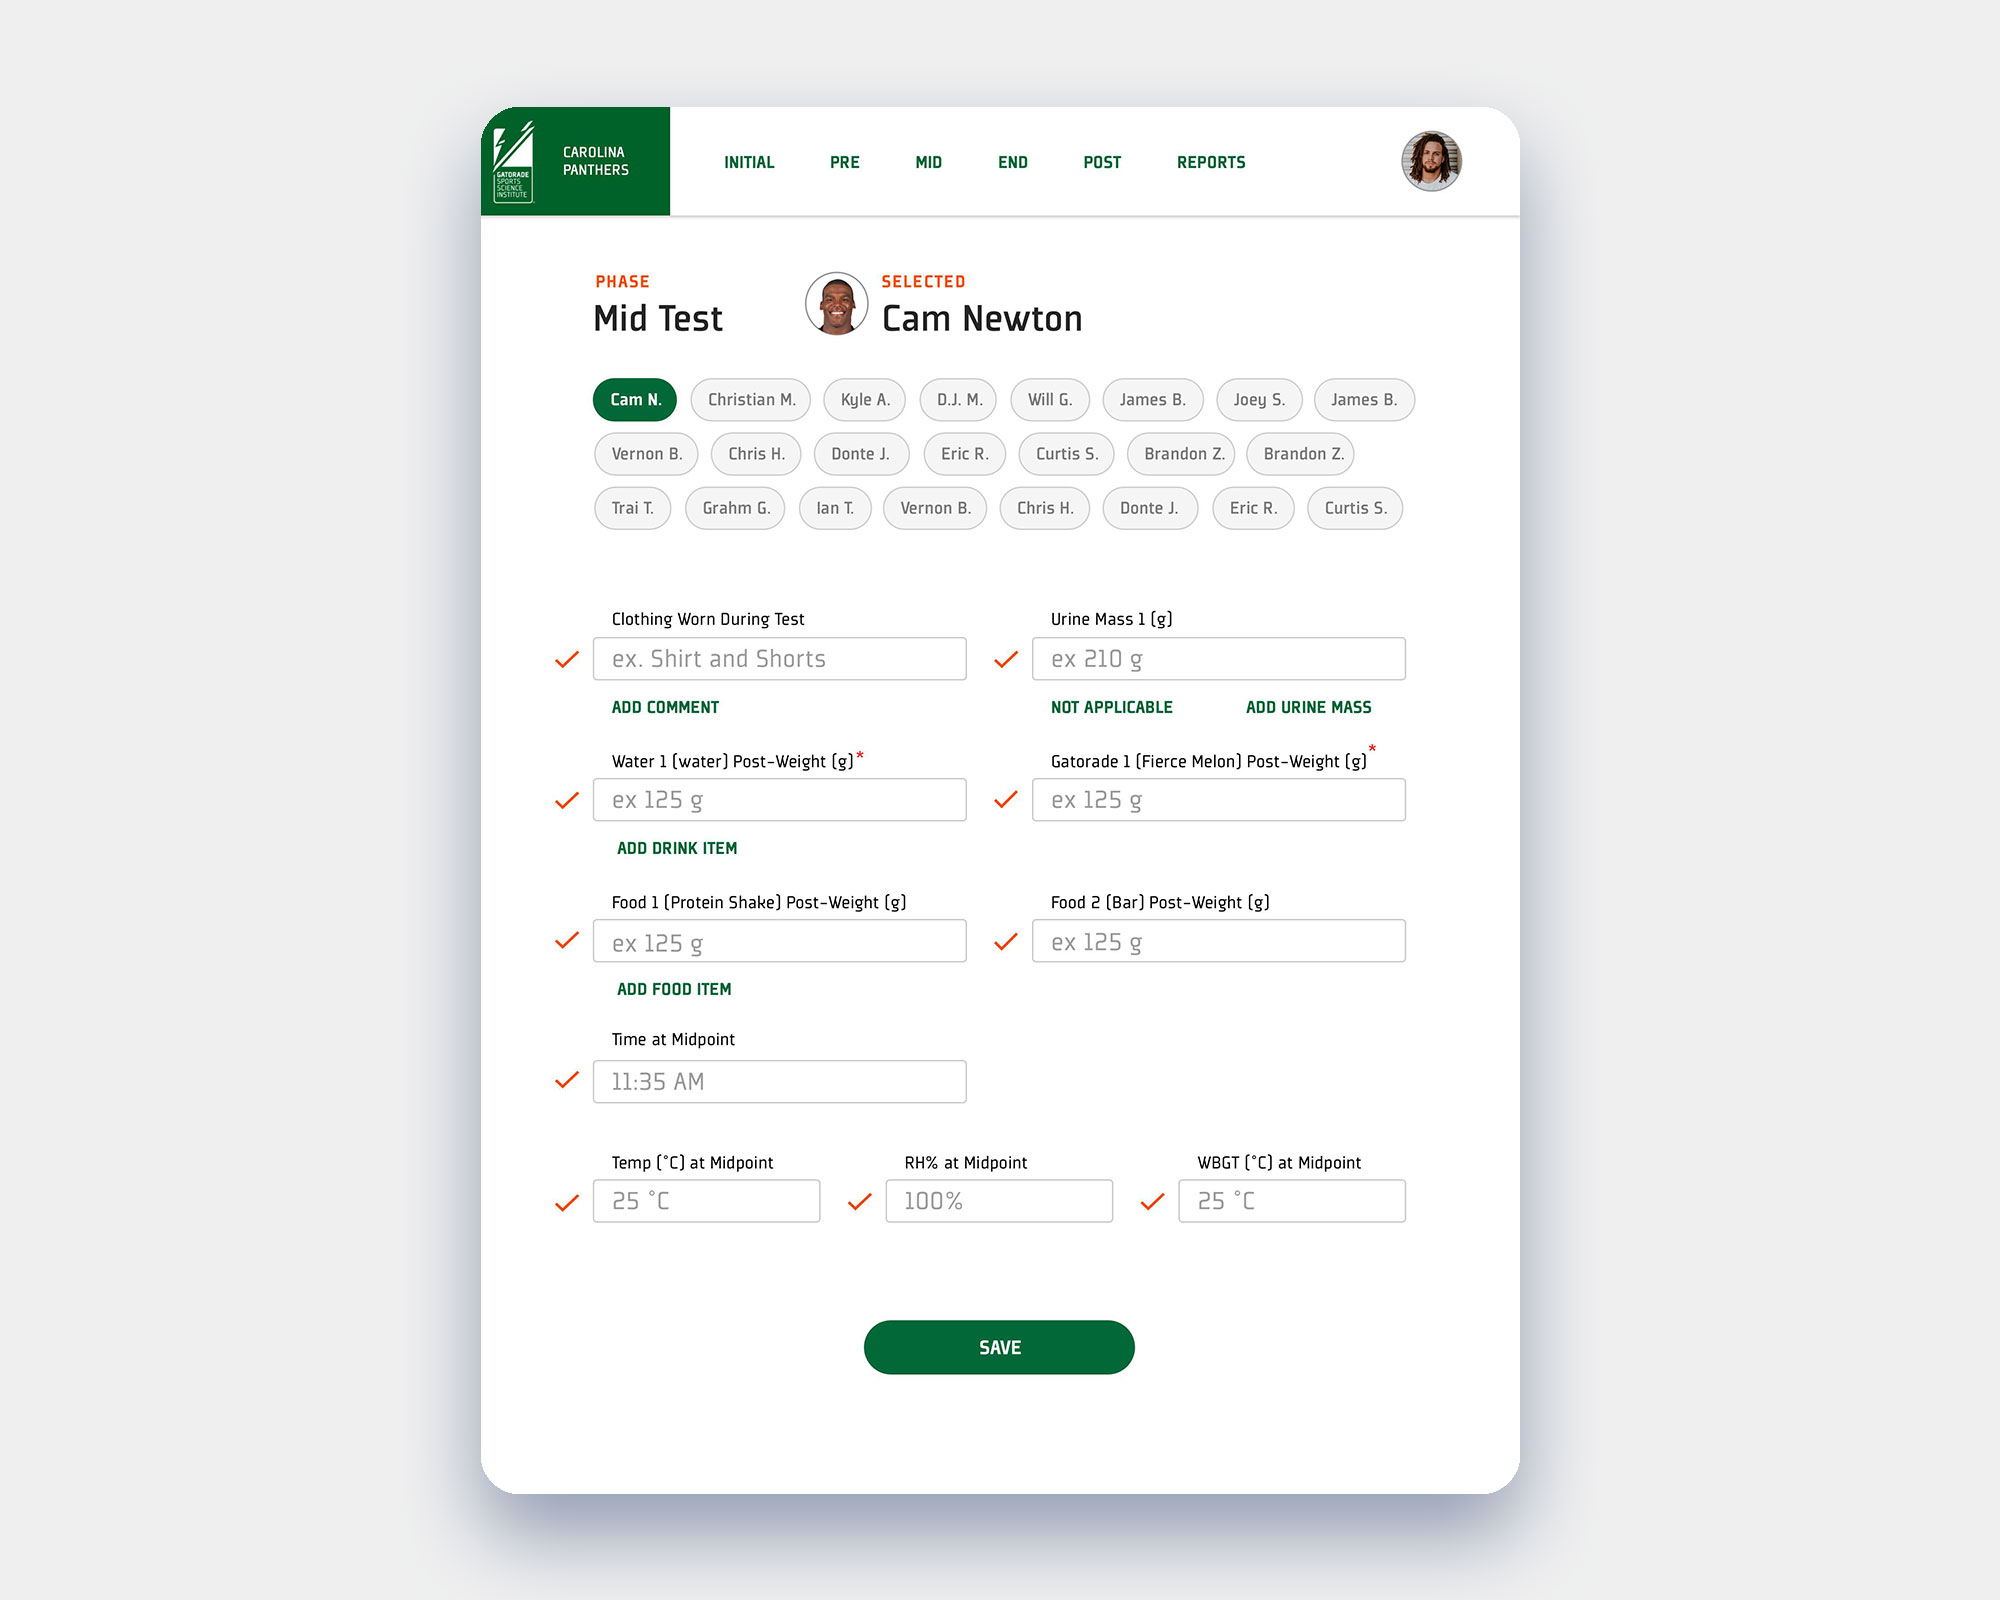 GATORADE
SPORTS
SCIENCE
INSTITUTE
CAROLINA
PANTHERS
INITIAL PRE MID END POST REPORTS
PHASE
Mid Test
SELECTED
Cam Newton
Cam N. Christian M. Kyle A. D.J. M. Will G. James B. Joey S. James B.
Vernon B. Chris H. Donte J. Eric R. Curtis S. Brandon Z. Brandon Z.
Trai T. Grahm G. Ian T. Vernon B. Chris H. Donte J. Eric R. Curtis S.
Clothing Worn During Test Urine Mass 1 (g)
ex. Shirt and Shorts ex 210 g
ADD COMMENT NOT APPLICABLE ADD URINE MASS
Water 1 (water) Post-Weight (g)* Gatorade 1 (Fierce Melon) Post-Weight (g)*
ex 125 g ex 125 g
ADD DRINK ITEM
Food 1 (Protein Shake) Post-Weight (g) Food 2 (Bar) Post-Weight (g)
ex 125 g ex 125 g
ADD FOOD ITEM
Time at Midpoint
11:35 AM
Temp (°C) at Midpoint RH% at Midpoint WBGT (°C) at Midpoint
25 °C 100% 25 °C
SAVE